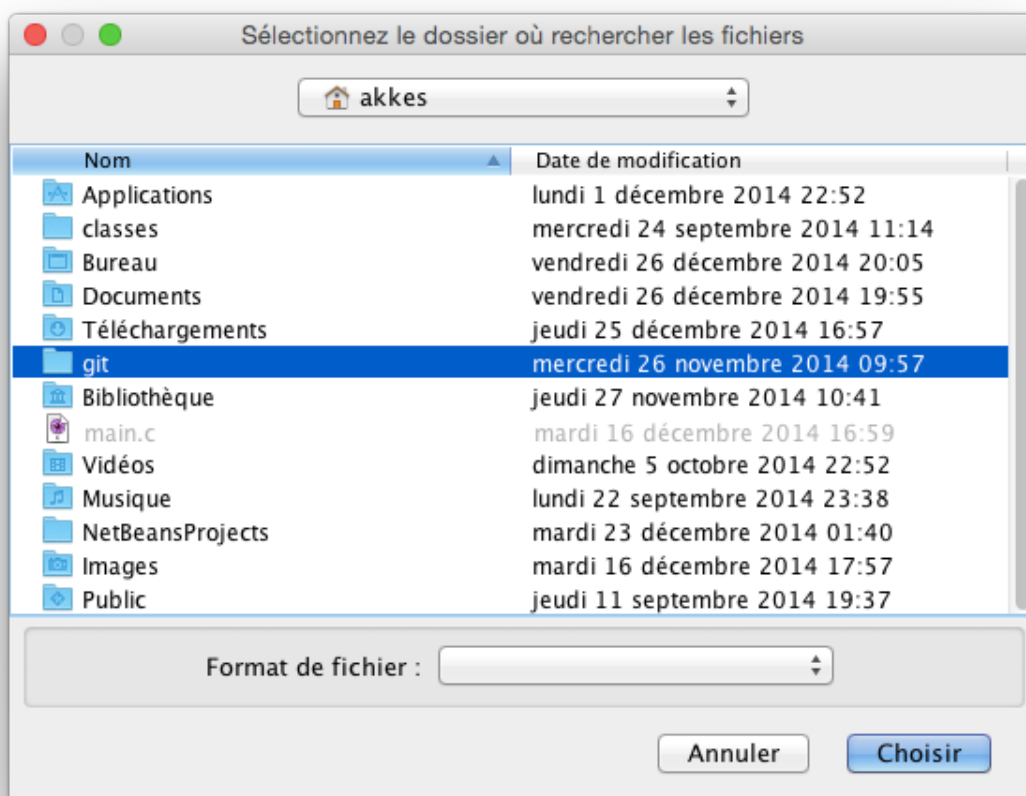 Sélectionnez le dossier où rechercher les fichiers
akkes
Nom Date de modification
Applications lundi 1 décembre 2014 22:52
classes mercredi 24 septembre 2014 11:14
Bureau vendredi 26 décembre 2014 20:05
Documents vendredi 26 décembre 2014 19:55
Téléchargements jeudi 25 décembre 2014 16:57
git mercredi 26 novembre 2014 09:57
Bibliothèque jeudi 27 novembre 2014 10:41
main.c mardi 16 décembre 2014 16:59
Vidéos dimanche 5 octobre 2014 22:52
Musique lundi 22 septembre 2014 23:38
NetBeansProjects mardi 23 décembre 2014 01:40
Images mardi 16 décembre 2014 17:57
Public jeudi 11 septembre 2014 19:37
Format de fichier :
Annuler Choisir